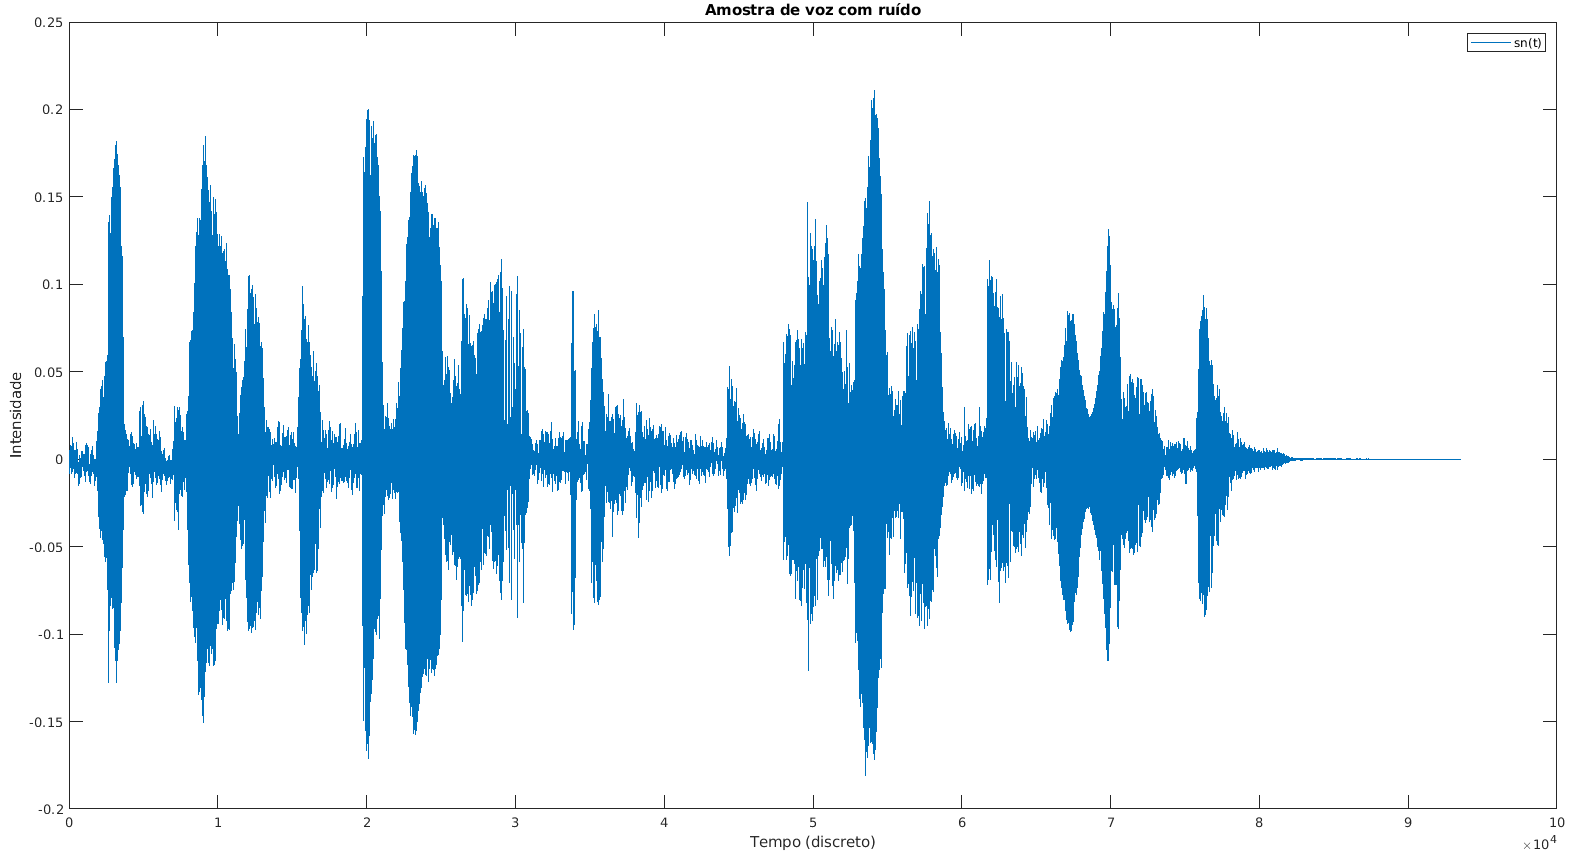 Amostra de voz com ruído
sn(t)
Intensidade
0.25
0.2
0.15
0.1
0.05
0
-0.05
-0.1
-0.15
-0.2
0 1 2 3 4 5 6 7 8 9 10
Tempo (discreto)
×10⁴